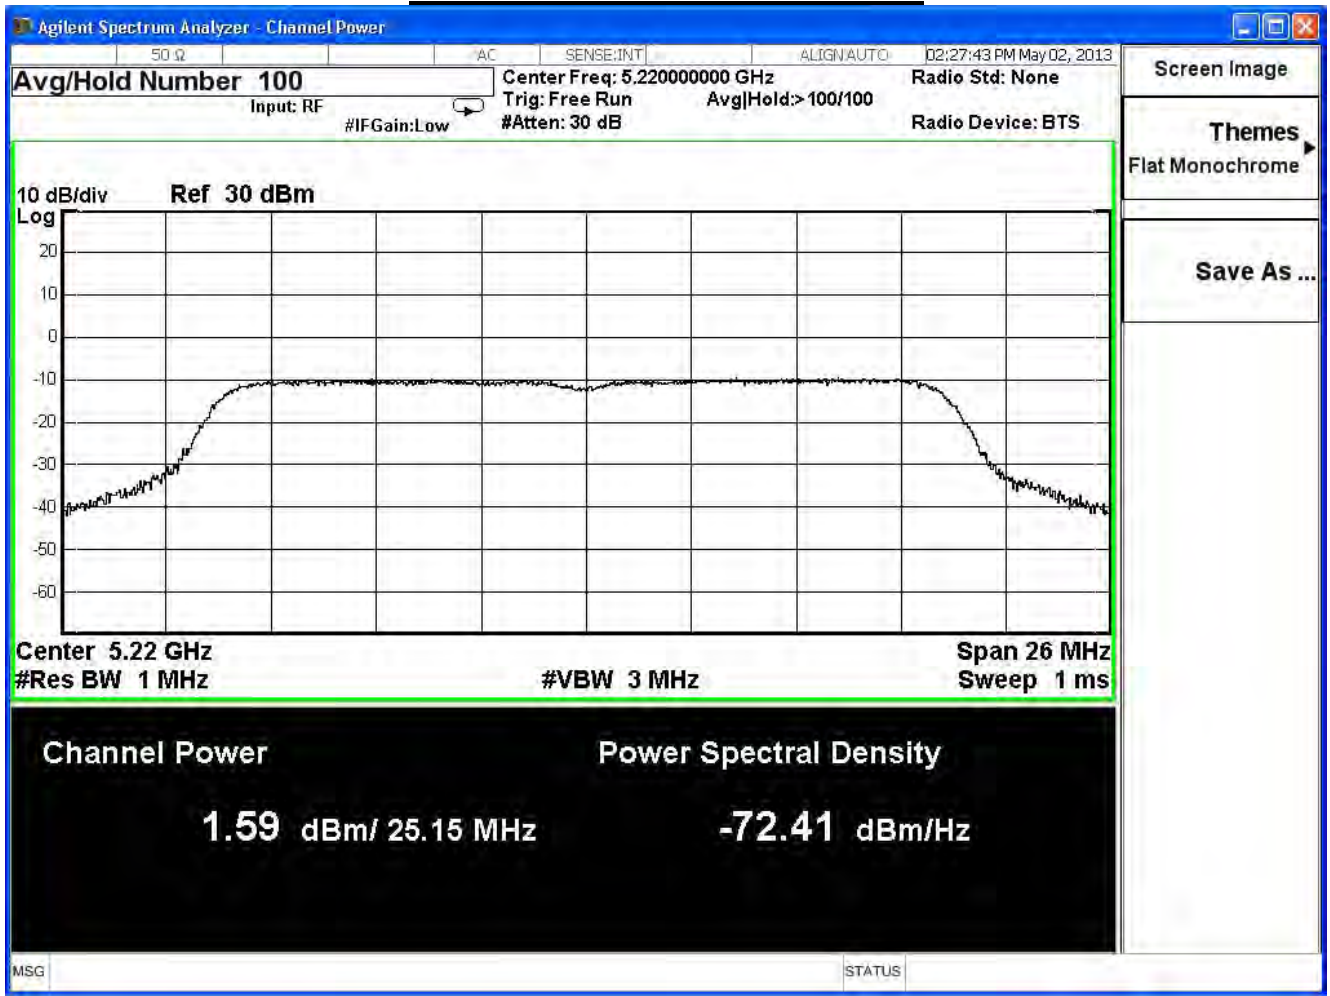 Agilent Spectrum Analyzer - Channel Power
50 Ω AC SENSE:INT ALIGN AUTO 02:27:43 PM May 02, 2013
Avg/Hold Number 100
Center Freq: 5.220000000 GHz
Radio Std: None
Input: RF
Trig: Free Run
Avg|Hold:> 100/100
#IFGain:Low
#Atten: 30 dB
Radio Device: BTS
Screen Image
Themes
Flat Monochrome
Save As ...
10 dB/div Ref 30 dBm
Log
20
10
0
-10
-20
-30
-40
-50
-60
Center 5.22 GHz
Span 26 MHz
#Res BW 1 MHz
#VBW 3 MHz
Sweep 1 ms
Channel Power
Power Spectral Density
1.59 dBm/ 25.15 MHz
-72.41 dBm/Hz
MSG
STATUS